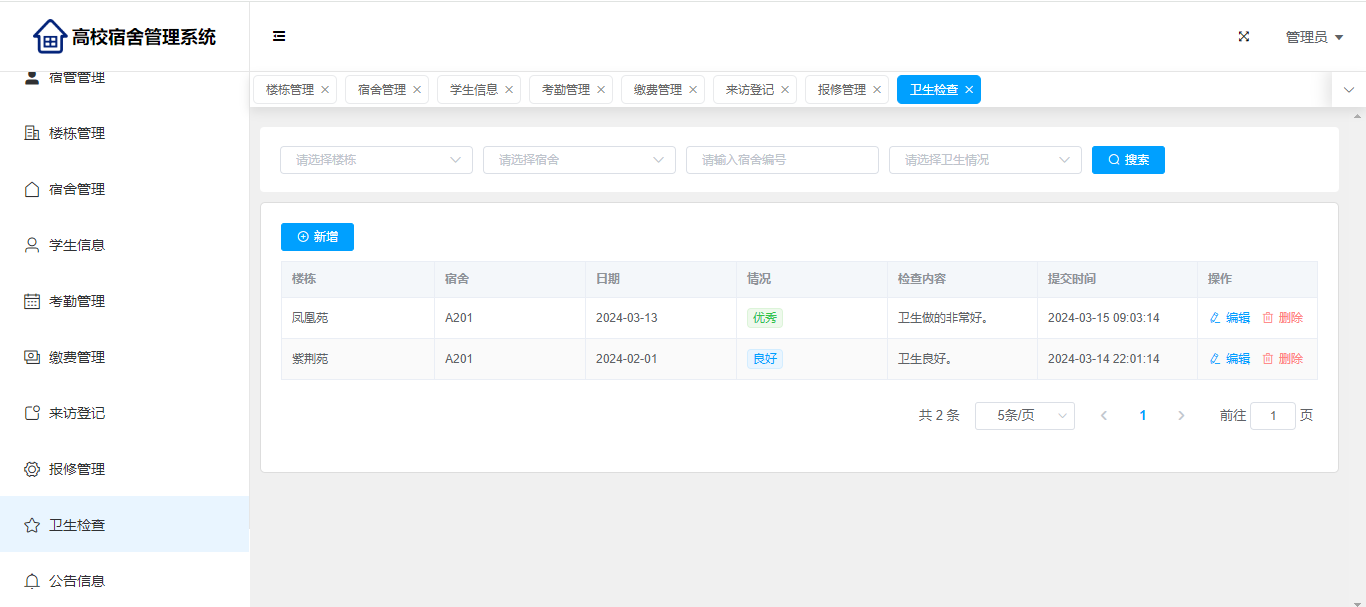 高校宿舍管理系统
管理员
宿管管理
楼栋管理
宿舍管理
学生信息
考勤管理
缴费管理
来访登记
报修管理
卫生检查
公告信息
楼栋管理 宿舍管理 学生信息 考勤管理 缴费管理 来访登记 报修管理 卫生检查
请选择楼栋 请选择宿舍 请输入宿舍编号 请选择卫生情况 搜索
新增
楼栋 宿舍 日期 情况 检查内容 提交时间 操作
凤凰苑 A201 2024-03-13 优秀 卫生做的非常好。 2024-03-15 09:03:14 编辑 删除
紫荆苑 A201 2024-02-01 良好 卫生良好。 2024-03-14 22:01:14 编辑 删除
共 2 条 5条/页 1 前往 1 页